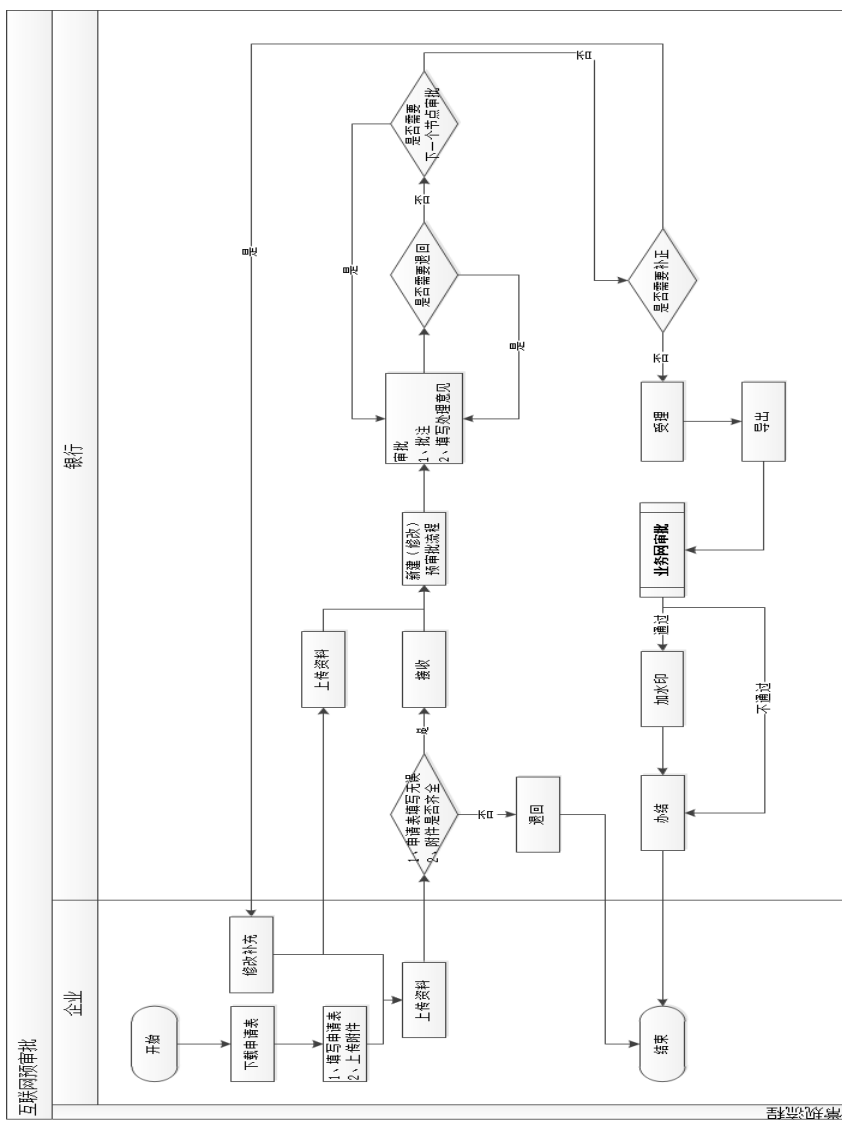 互联网预审批
常规流程
企业
银行
开始
下载申请表
1、填写申请表
2、上传附件
修改补充
上传资料
1、申请表填写无误
2、附件是否齐全
是
否
退回
上传资料
接收
新建（修改）
预审批流程
审批
1、批注
2、填写处理意见
是否需要退回
是
否
是否需要
下一个节点审批
是
否
是否需要补正
是
否
受理
导出
业务网审批
通过
不通过
加水印
办结
结束